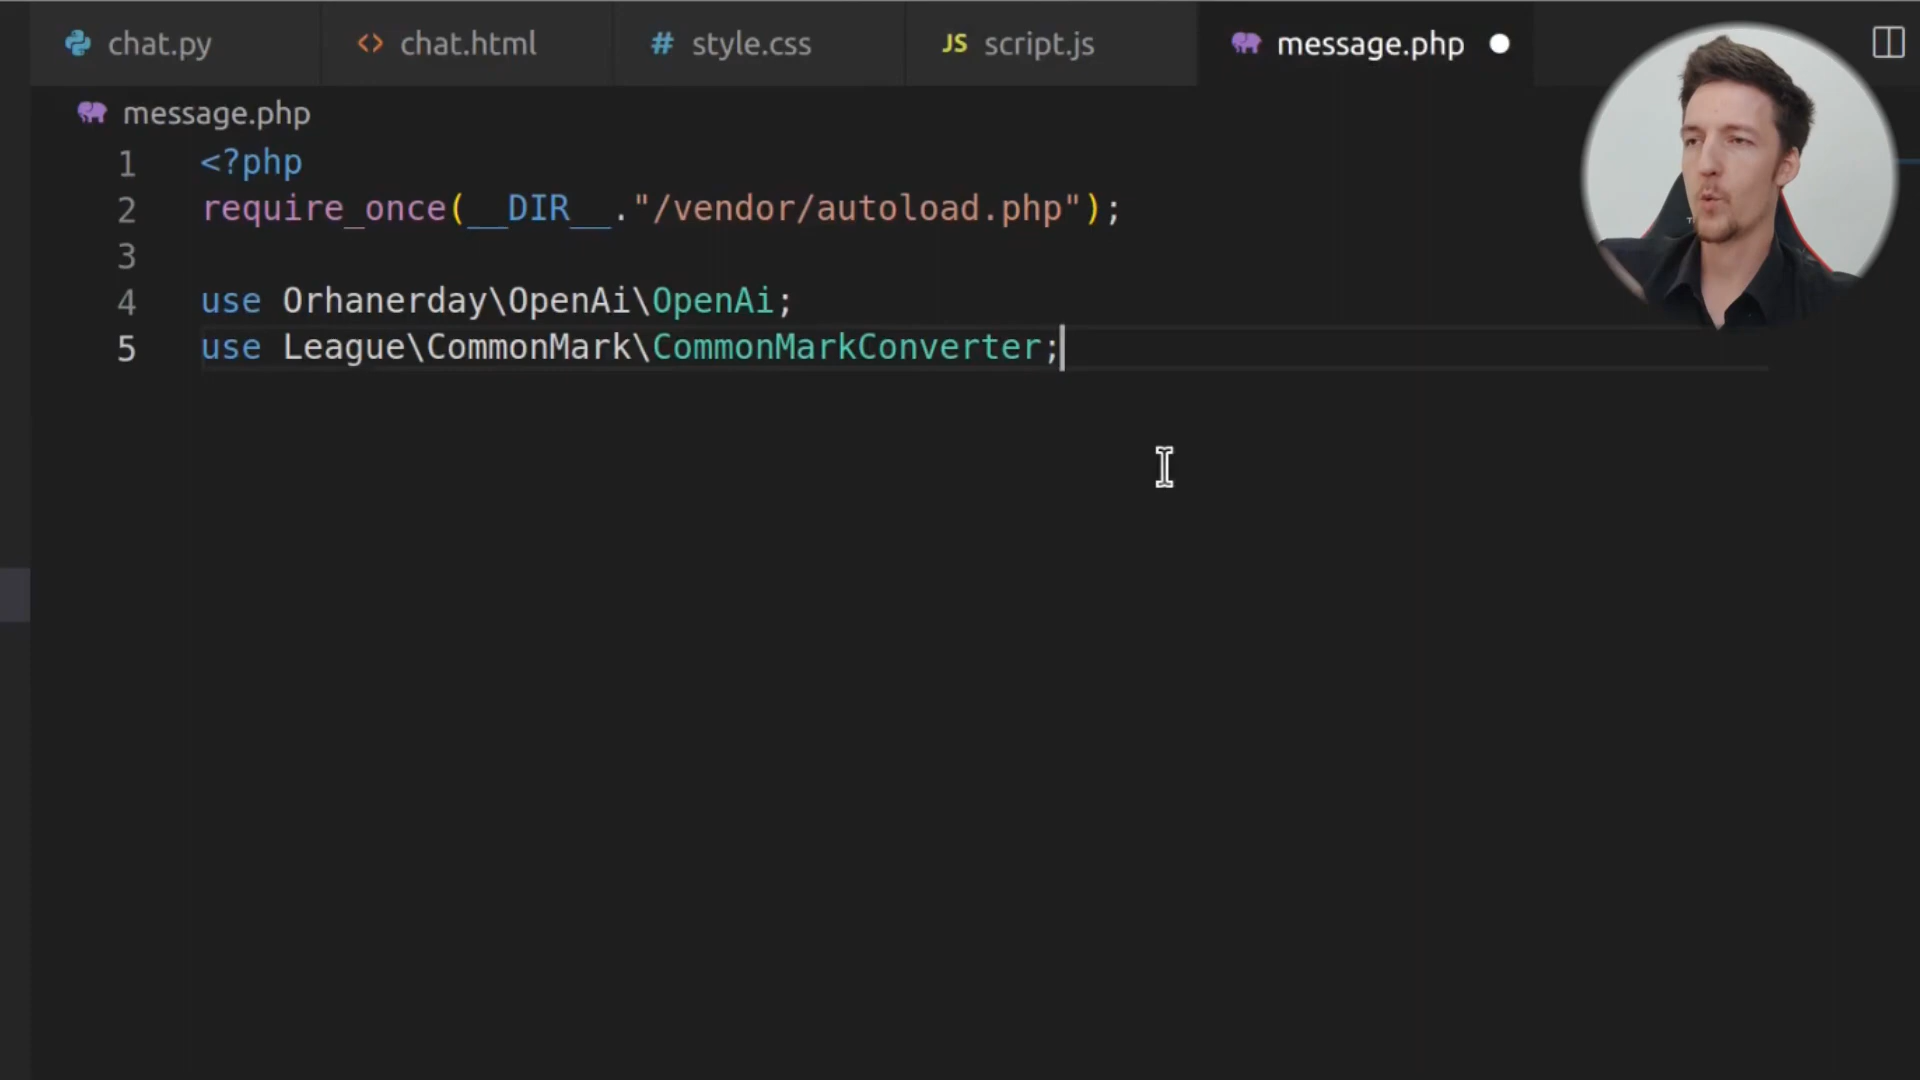 chat.py
<> chat.html
# style.css
JS script.js
message.php
message.php
1 <?php
2 require_once(__DIR__."/vendor/autoload.php");
3
4 use Orhanerday\OpenAi\OpenAi;
5 use League\CommonMark\CommonMarkConverter;